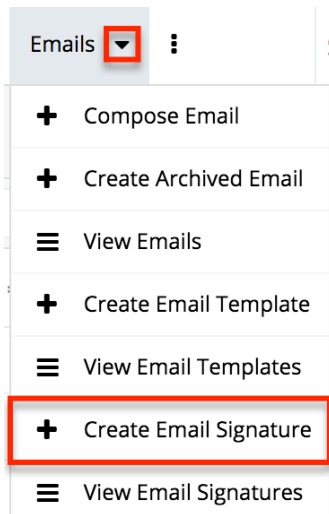 Emails
Compose Email
Create Archived Email
View Emails
Create Email Template
View Email Templates
Create Email Signature
View Email Signatures